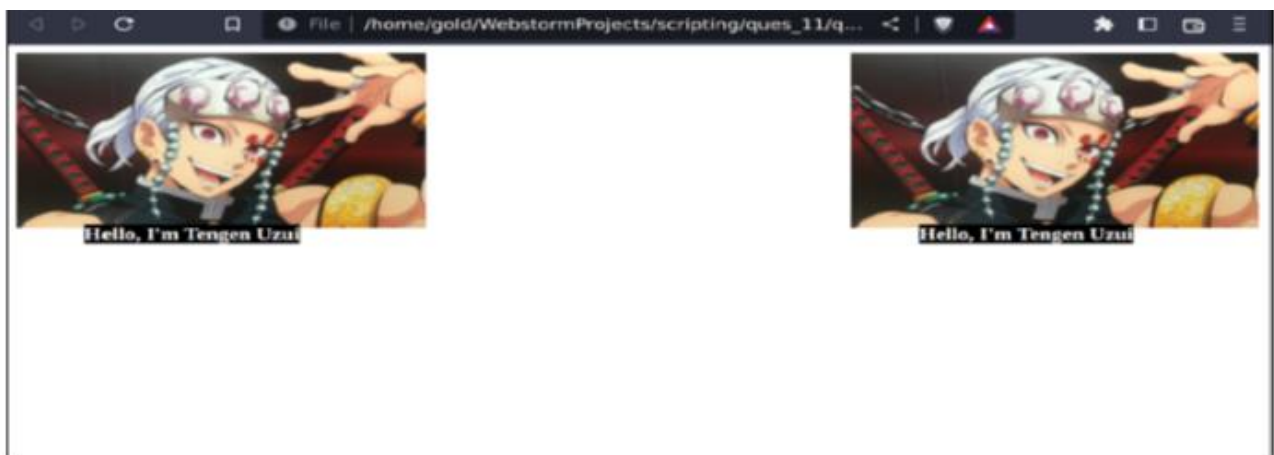 File | /home/gold/WebstormProjects/scripting/ques_11/q...
Hello, I'm Tengen Uzui
Hello, I'm Tengen Uzui